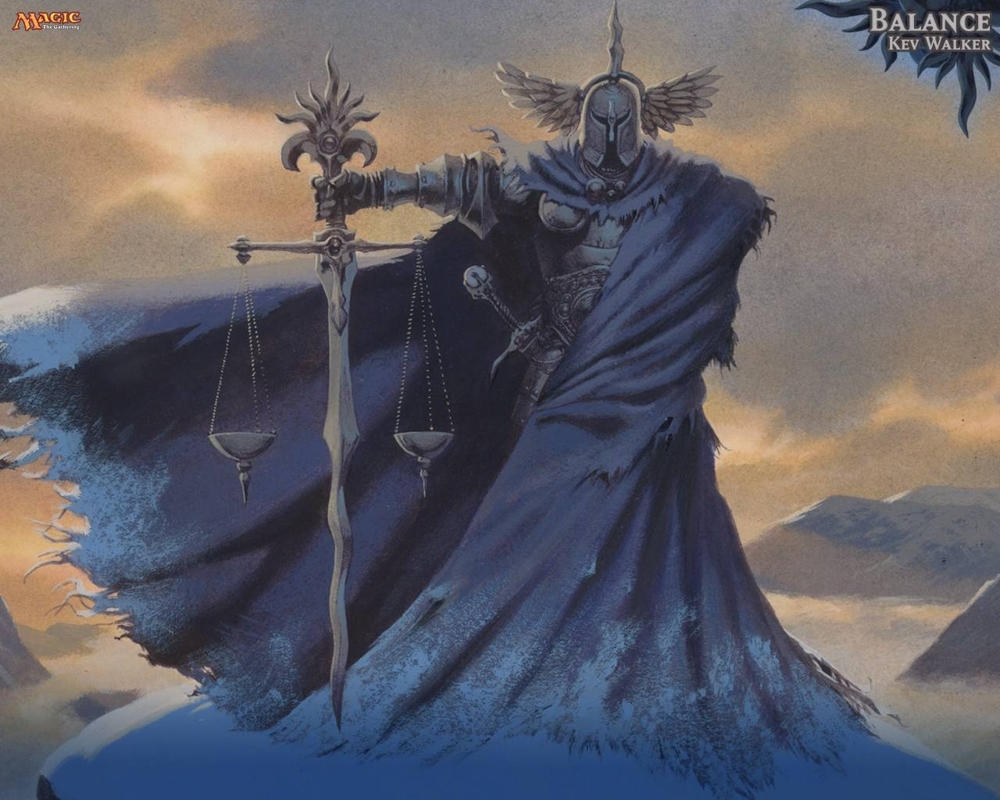 MAGIC
The Gathering
BALANCE
KEV WALKER